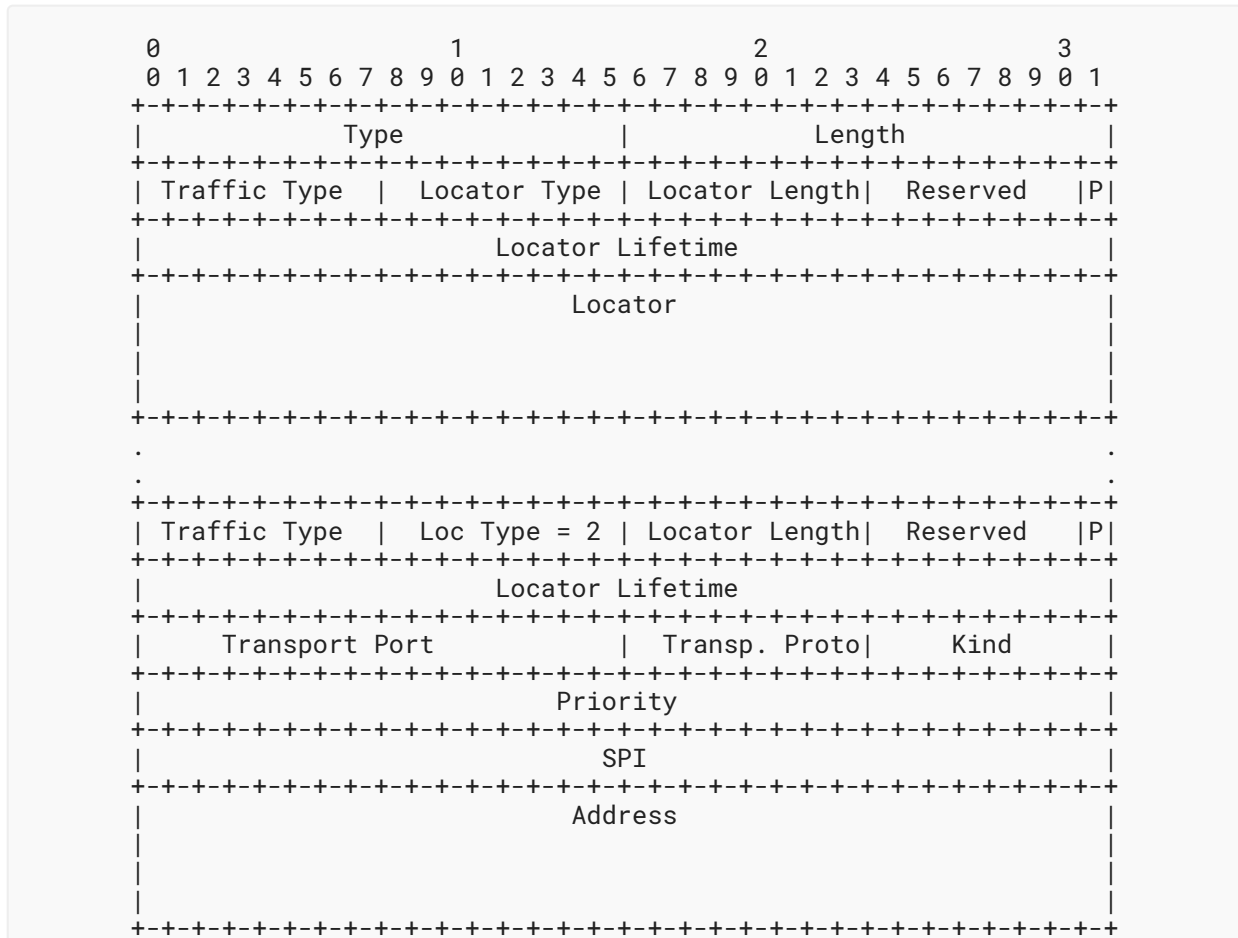 0                   1                   2                   3
 0 1 2 3 4 5 6 7 8 9 0 1 2 3 4 5 6 7 8 9 0 1 2 3 4 5 6 7 8 9 0 1
+-+-+-+-+-+-+-+-+-+-+-+-+-+-+-+-+-+-+-+-+-+-+-+-+-+-+-+-+-+-+-+-+
|             Type              |            Length             |
+-+-+-+-+-+-+-+-+-+-+-+-+-+-+-+-+-+-+-+-+-+-+-+-+-+-+-+-+-+-+-+-+
| Traffic Type  |  Locator Type | Locator Length|  Reserved   |P|
+-+-+-+-+-+-+-+-+-+-+-+-+-+-+-+-+-+-+-+-+-+-+-+-+-+-+-+-+-+-+-+-+
|                       Locator Lifetime                        |
+-+-+-+-+-+-+-+-+-+-+-+-+-+-+-+-+-+-+-+-+-+-+-+-+-+-+-+-+-+-+-+-+
|                            Locator                            |
|                                                               |
|                                                               |
|                                                               |
+-+-+-+-+-+-+-+-+-+-+-+-+-+-+-+-+-+-+-+-+-+-+-+-+-+-+-+-+-+-+-+-+
.                                                               .
.                                                               .
+-+-+-+-+-+-+-+-+-+-+-+-+-+-+-+-+-+-+-+-+-+-+-+-+-+-+-+-+-+-+-+-+
| Traffic Type  |  Loc Type = 2 | Locator Length|  Reserved   |P|
+-+-+-+-+-+-+-+-+-+-+-+-+-+-+-+-+-+-+-+-+-+-+-+-+-+-+-+-+-+-+-+-+
|                       Locator Lifetime                        |
+-+-+-+-+-+-+-+-+-+-+-+-+-+-+-+-+-+-+-+-+-+-+-+-+-+-+-+-+-+-+-+-+
|     Transport Port            |  Transp. Proto|     Kind      |
+-+-+-+-+-+-+-+-+-+-+-+-+-+-+-+-+-+-+-+-+-+-+-+-+-+-+-+-+-+-+-+-+
|                           Priority                            |
+-+-+-+-+-+-+-+-+-+-+-+-+-+-+-+-+-+-+-+-+-+-+-+-+-+-+-+-+-+-+-+-+
|                              SPI                              |
+-+-+-+-+-+-+-+-+-+-+-+-+-+-+-+-+-+-+-+-+-+-+-+-+-+-+-+-+-+-+-+-+
|                            Address                            |
|                                                               |
|                                                               |
|                                                               |
+-+-+-+-+-+-+-+-+-+-+-+-+-+-+-+-+-+-+-+-+-+-+-+-+-+-+-+-+-+-+-+-+